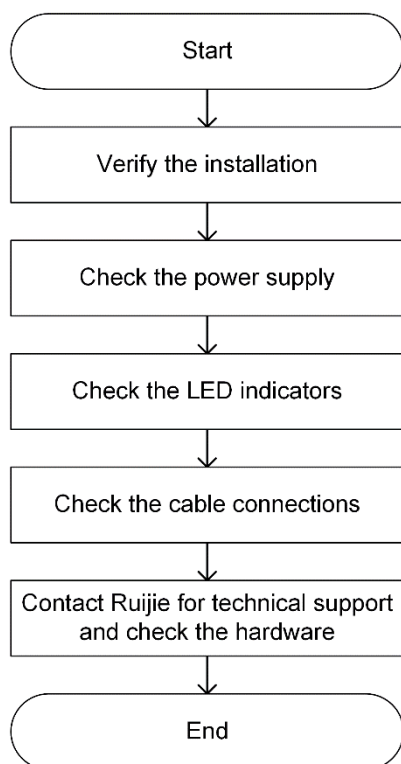 Start
Verify the installation
Check the power supply
Check the LED indicators
Check the cable connections
Contact Ruijie for technical support
and check the hardware
End